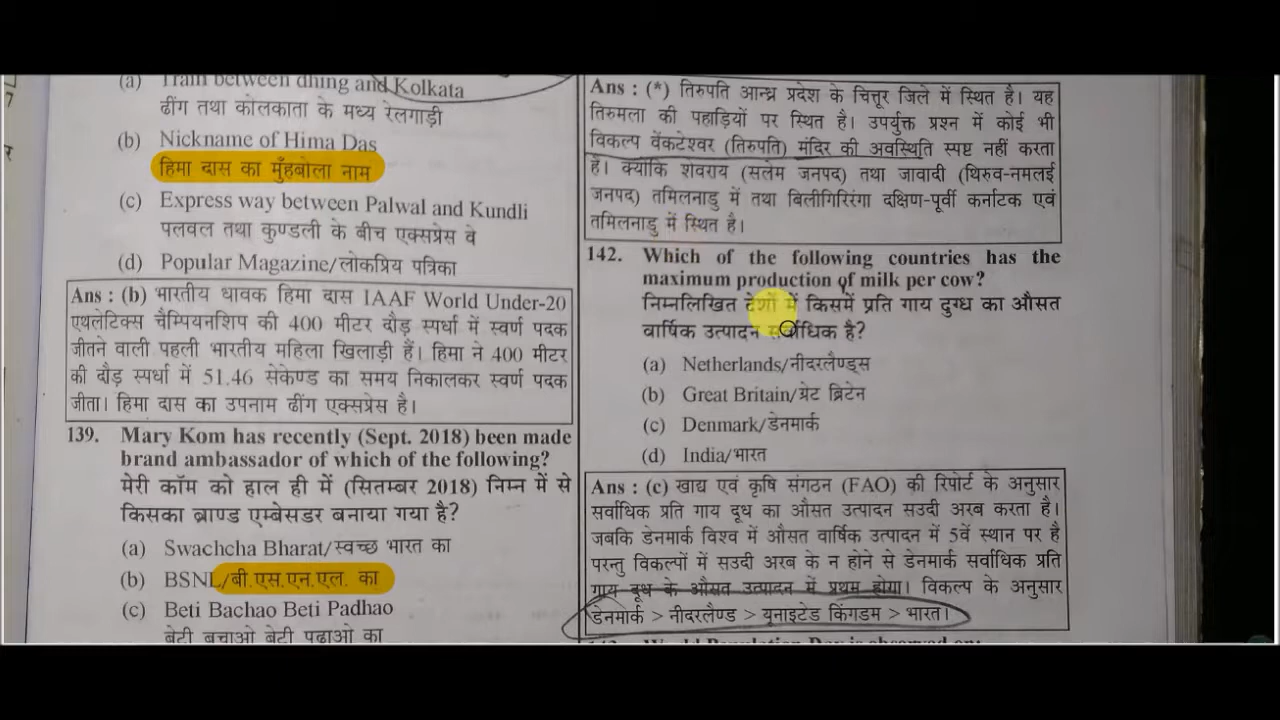 (a) Train between dhing and Kolkata
ढींग तथा कोलकाता के मध्य रेलगाड़ी
(b) Nickname of Hima Das
हिमा दास का मुँहबोला नाम
(c) Express way between Palwal and Kundli
पलवल तथा कुण्डली के बीच एक्सप्रेस वे
(d) Popular Magazine/लोकप्रिय पत्रिका
Ans : (b) भारतीय धावक हिमा दास IAAF World Under-20
एथलेटिक्स चैम्पियनशिप की 400 मीटर दौड़ स्पर्धा में स्वर्ण पदक
जीतने वाली पहली भारतीय महिला खिलाड़ी हैं। हिमा ने 400 मीटर
की दौड़ स्पर्धा में 51.46 सेकेण्ड का समय निकालकर स्वर्ण पदक
जीता। हिमा दास का उपनाम ढींग एक्सप्रेस है।
139. Mary Kom has recently (Sept. 2018) been made
brand ambassador of which of the following?
मेरी कॉम को हाल ही में (सितम्बर 2018) निम्न में से
किसका ब्राण्ड एम्बेसडर बनाया गया है?
(a) Swachcha Bharat/स्वच्छ भारत का
(b) BSNL/बी.एस.एन.एल. का
(c) Beti Bachao Beti Padhao
बेटी बचाओ बेटी पढ़ाओ का
Ans : (*) तिरुपति आन्ध्र प्रदेश के चित्तूर जिले में स्थित है। यह
तिरुमला की पहाड़ियों पर स्थित है। उपर्युक्त प्रश्न में कोई भी
विकल्प वेंकटेश्वर (तिरुपति) मंदिर की अवस्थिति स्पष्ट नहीं करता
है। क्योंकि शेवराय (सलेम जनपद) तथा जावादी (थिरुव-नमलई
जनपद) तमिलनाडु में तथा बिलीगिरिरंगा दक्षिण-पूर्वी कर्नाटक एवं
तमिलनाडु में स्थित है।
142. Which of the following countries has the
maximum production of milk per cow?
निम्नलिखित देशों में किसमें प्रति गाय दुग्ध का औसत
वार्षिक उत्पादन सर्वाधिक है?
(a) Netherlands/नीदरलैण्ड्स
(b) Great Britain/ग्रेट ब्रिटेन
(c) Denmark/डेनमार्क
(d) India/भारत
Ans : (c) खाद्य एवं कृषि संगठन (FAO) की रिपोर्ट के अनुसार
सर्वाधिक प्रति गाय दूध का औसत उत्पादन सउदी अरब करता है।
जबकि डेनमार्क विश्व में औसत वार्षिक उत्पादन में 5वें स्थान पर है
परन्तु विकल्पों में सउदी अरब के न होने से डेनमार्क सर्वाधिक प्रति
गाय दूध के औसत उत्पादन में प्रथम होगा। विकल्प के अनुसार
डेनमार्क > नीदरलैण्ड > यूनाइटेड किंगडम > भारत।